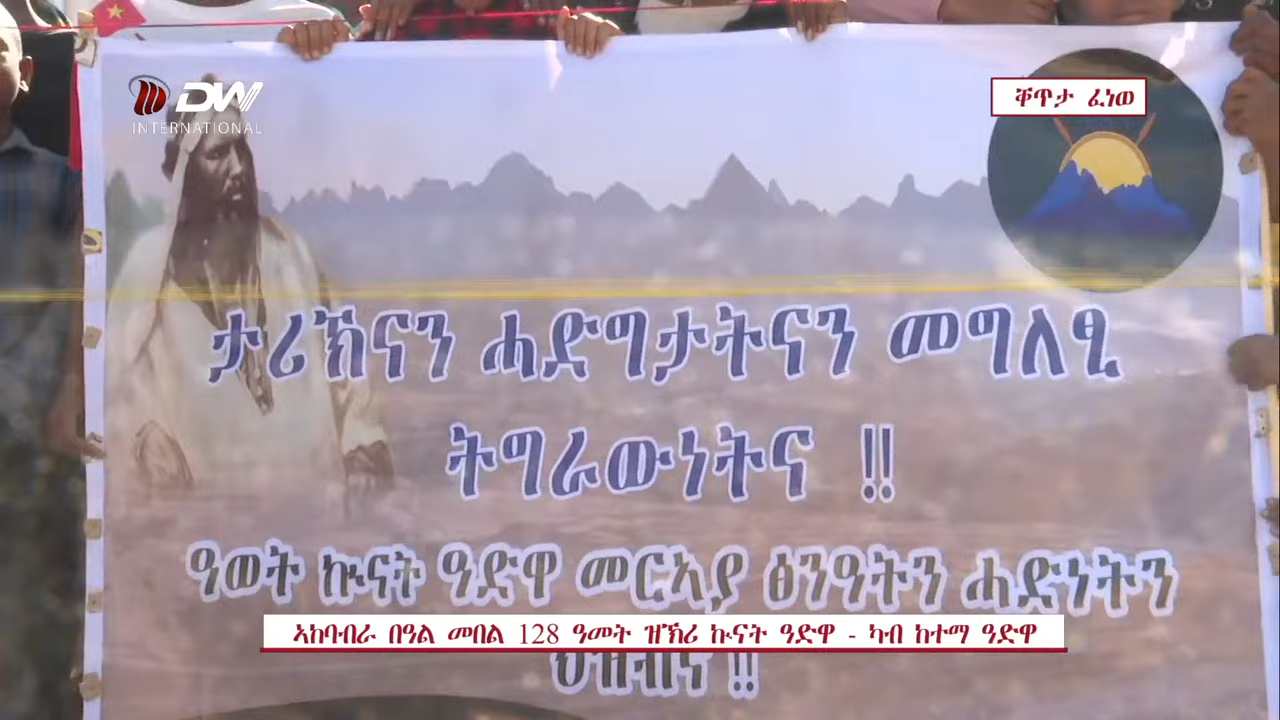 DW
INTERNATIONAL
ቐጥታ ፈነወ
ታሪኽናን ሓድግታትናን መግለፂ
ትግራውነትና ‼
ዓወት ኲናት ዓድዋ መርኣያ ፅንዓትን ሓድነትን
ኣከባብራ በዓል መበል 128 ዓመት ዝኽሪ ኲናት ዓድዋ - ካብ ከተማ ዓድዋ
ህዝብና ‼